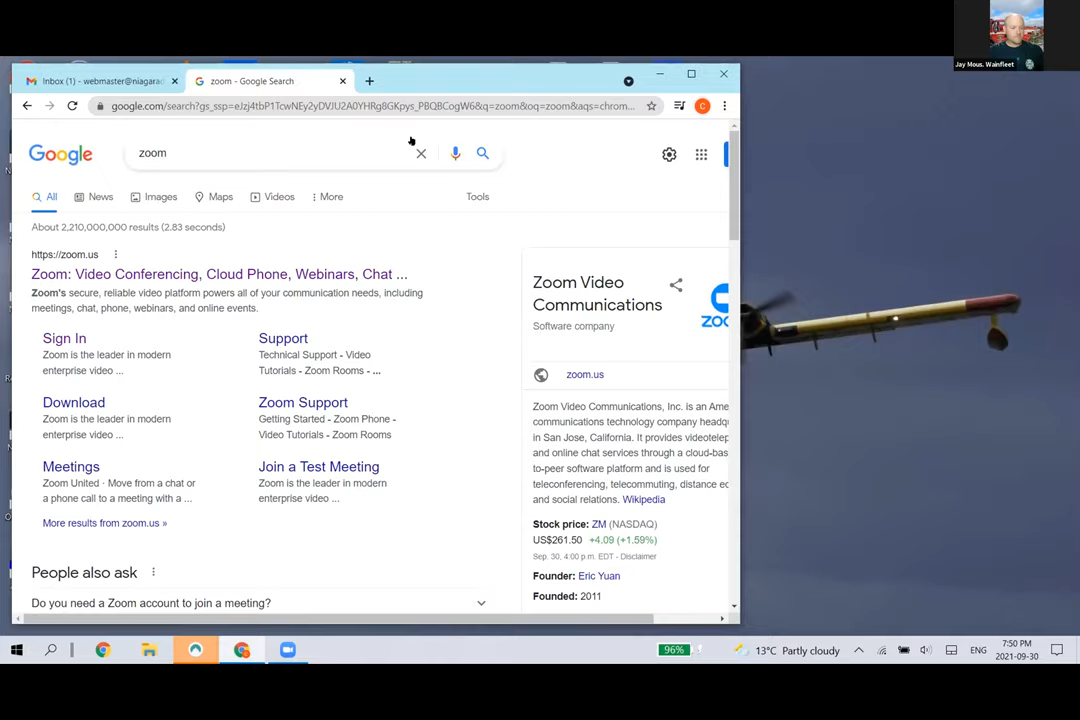 Jay Mous. Wainfleet
Inbox (1) - webmaster@niagarad
zoom - Google Search
google.com/search?gs_ssp=eJzj4tbP1TcwNEy2yDVJU2A0YHRg8GKpys_PBQBCogW6&q=zoom&oq=zoom&aqs=chrom...
C
Google
zoom
All
News
Images
Maps
Videos
More
Tools
About 2,210,000,000 results (2.83 seconds)
https://zoom.us
Zoom: Video Conferencing, Cloud Phone, Webinars, Chat ...
Zoom's secure, reliable video platform powers all of your communication needs, including
meetings, chat, phone, webinars, and online events.
Sign In
Zoom is the leader in modern
enterprise video ...
Support
Technical Support - Video
Tutorials - Zoom Rooms - ...
Download
Zoom is the leader in modern
enterprise video ...
Zoom Support
Getting Started - Zoom Phone -
Video Tutorials - Zoom Rooms
Meetings
Zoom United · Move from a chat or
a phone call to a meeting with a ...
Join a Test Meeting
Zoom is the leader in modern
enterprise video ...
More results from zoom.us »
People also ask
Do you need a Zoom account to join a meeting?
Zoom Video
Communications
Software company
zoo
zoom.us
Zoom Video Communications, Inc. is an Ame
communications technology company headq
in San Jose, California. It provides videotelep
and online chat services through a cloud-bas
to-peer software platform and is used for
teleconferencing, telecommuting, distance ed
and social relations. Wikipedia
Stock price: ZM (NASDAQ)
US$261.50 +4.09 (+1.59%)
Sep. 30, 4:00 p.m. EDT - Disclaimer
Founder: Eric Yuan
Founded: 2011
96%
13°C Partly cloudy
ENG
7:50 PM
2021-09-30